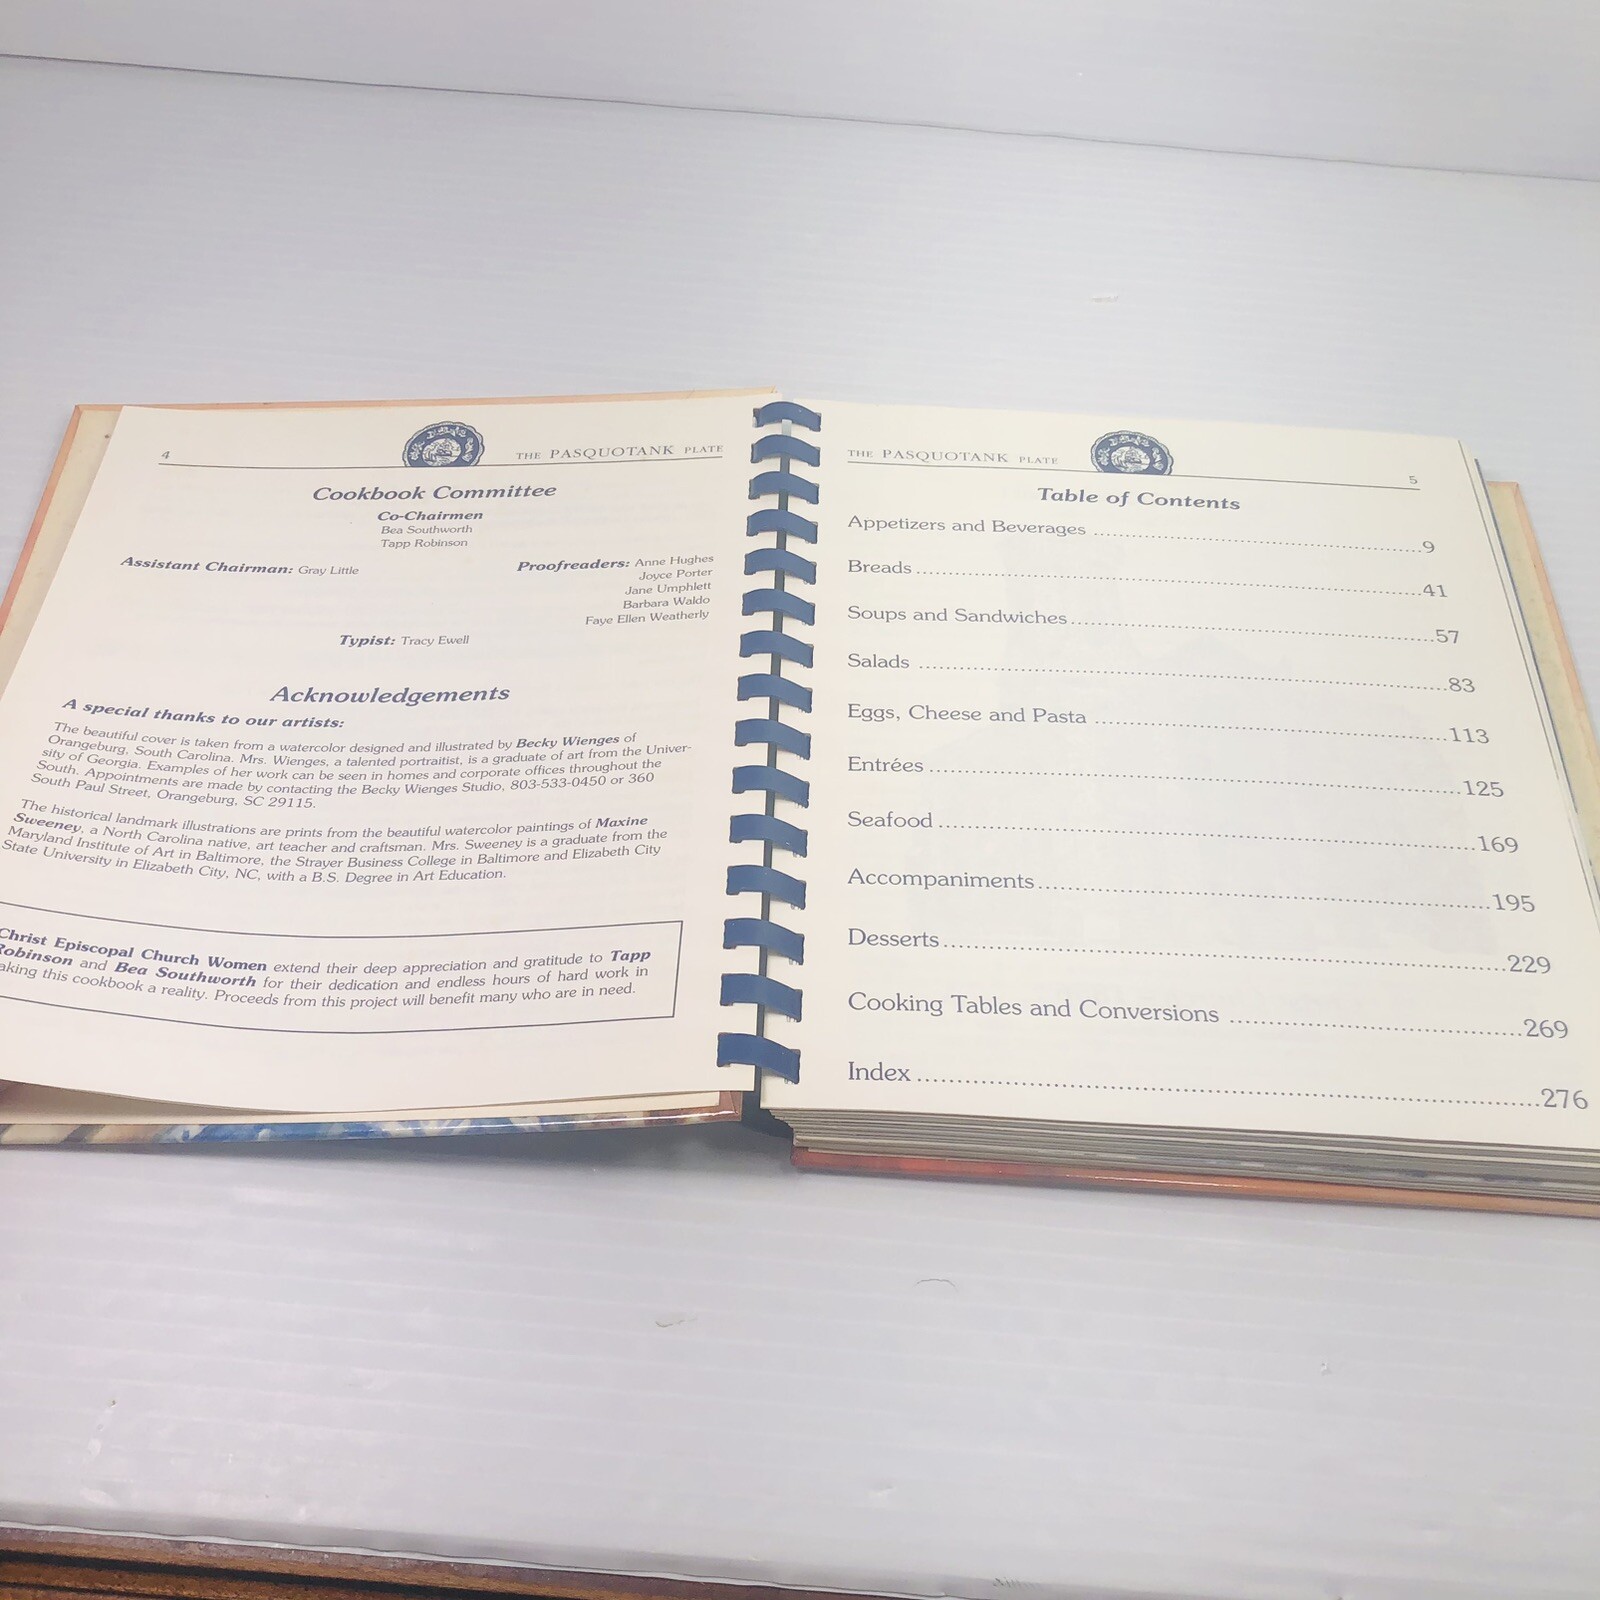 4
THE PASQUOTANK PLATE
Cookbook Committee
Co-Chairmen
Bea Southworth
Tapp Robinson
Assistant Chairman: Gray Little
Proofreaders: Anne Hughes
Joyce Porter
Jane Umphlett
Barbara Waldo
Faye Ellen Weatherly
Typist: Tracy Ewell
Acknowledgements
A special thanks to our artists:
The beautiful cover is taken from a watercolor designed and illustrated by Becky Wienges of
Orangeburg, South Carolina. Mrs. Wienges, a talented portraitist, is a graduate of art from the Univer-
sity of Georgia. Examples of her work can be seen in homes and corporate offices throughout the
South. Appointments are made by contacting the Becky Wienges Studio, 803-533-0450 or 360
South Paul Street, Orangeburg, SC 29115.
The historical landmark illustrations are prints from the beautiful watercolor paintings of Maxine
Sweeney, a North Carolina native, art teacher and craftsman. Mrs. Sweeney is a graduate from the
Maryland Institute of Art in Baltimore, the Strayer Business College in Baltimore and Elizabeth City
State University in Elizabeth City, NC, with a B.S. Degree in Art Education.
Christ Episcopal Church Women extend their deep appreciation and gratitude to Tapp
Robinson and Bea Southworth for their dedication and endless hours of hard work in
aking this cookbook a reality. Proceeds from this project will benefit many who are in need.
THE PASQUOTANK PLATE
5
Table of Contents
Appetizers and Beverages ........ 9
Breads ........ 41
Soups and Sandwiches ........ 57
Salads ........ 83
Eggs, Cheese and Pasta ........ 113
Entrées ........ 125
Seafood ........ 169
Accompaniments ........ 195
Desserts ........ 229
Cooking Tables and Conversions ........ 269
Index ........ 276